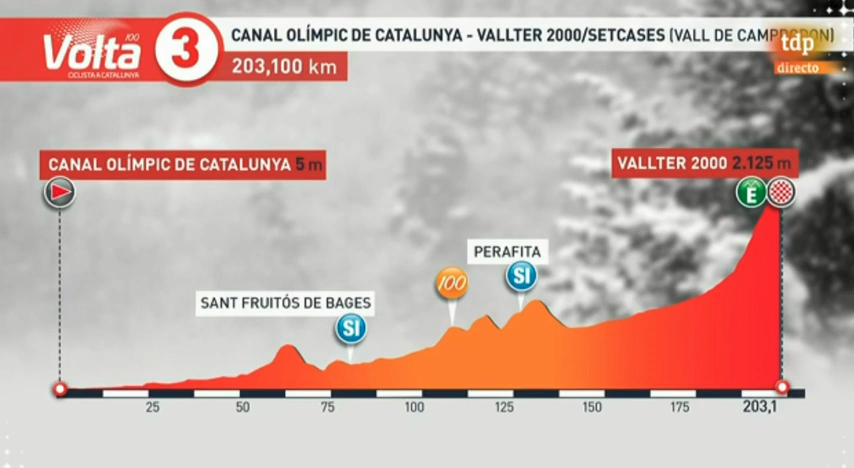 Volta 100
CICLISTA A CATALUNYA
3
CANAL OLÍMPIC DE CATALUNYA - VALLTER 2000/SETCASES (VALL DE CAMPRODON)
203,100 km
tdp
directo
CANAL OLÍMPIC DE CATALUNYA 5 m
VALLTER 2000 2.125 m
E
PERAFITA
SI
100
SANT FRUITÓS DE BAGES
SI
25 50 75 100 125 150 175 203,1